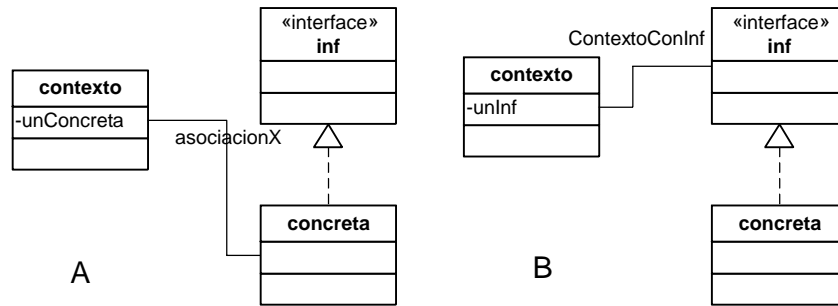 «interface»
inf
contexto
-unConcreta
asociacionX
concreta
A
«interface»
inf
ContextoConInf
contexto
-unInf
concreta
B